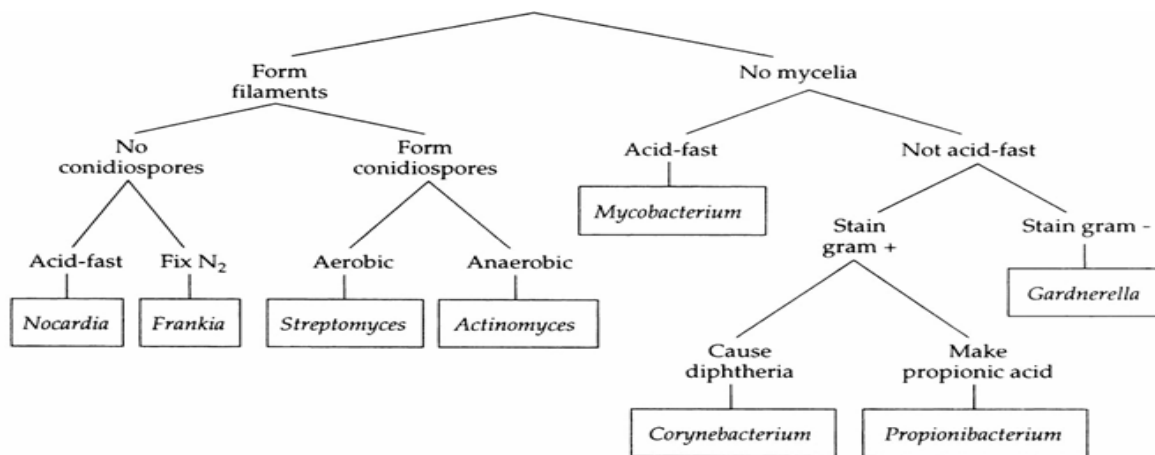 Form
filaments
No mycelia
No
conidiospores
Form
conidiospores
Acid-fast
Not acid-fast
Mycobacterium
Stain
gram +
Stain gram -
Acid-fast
Fix N₂
Aerobic
Anaerobic
Gardnerella
Nocardia
Frankia
Streptomyces
Actinomyces
Cause
diphtheria
Make
propionic acid
Corynebacterium
Propionibacterium